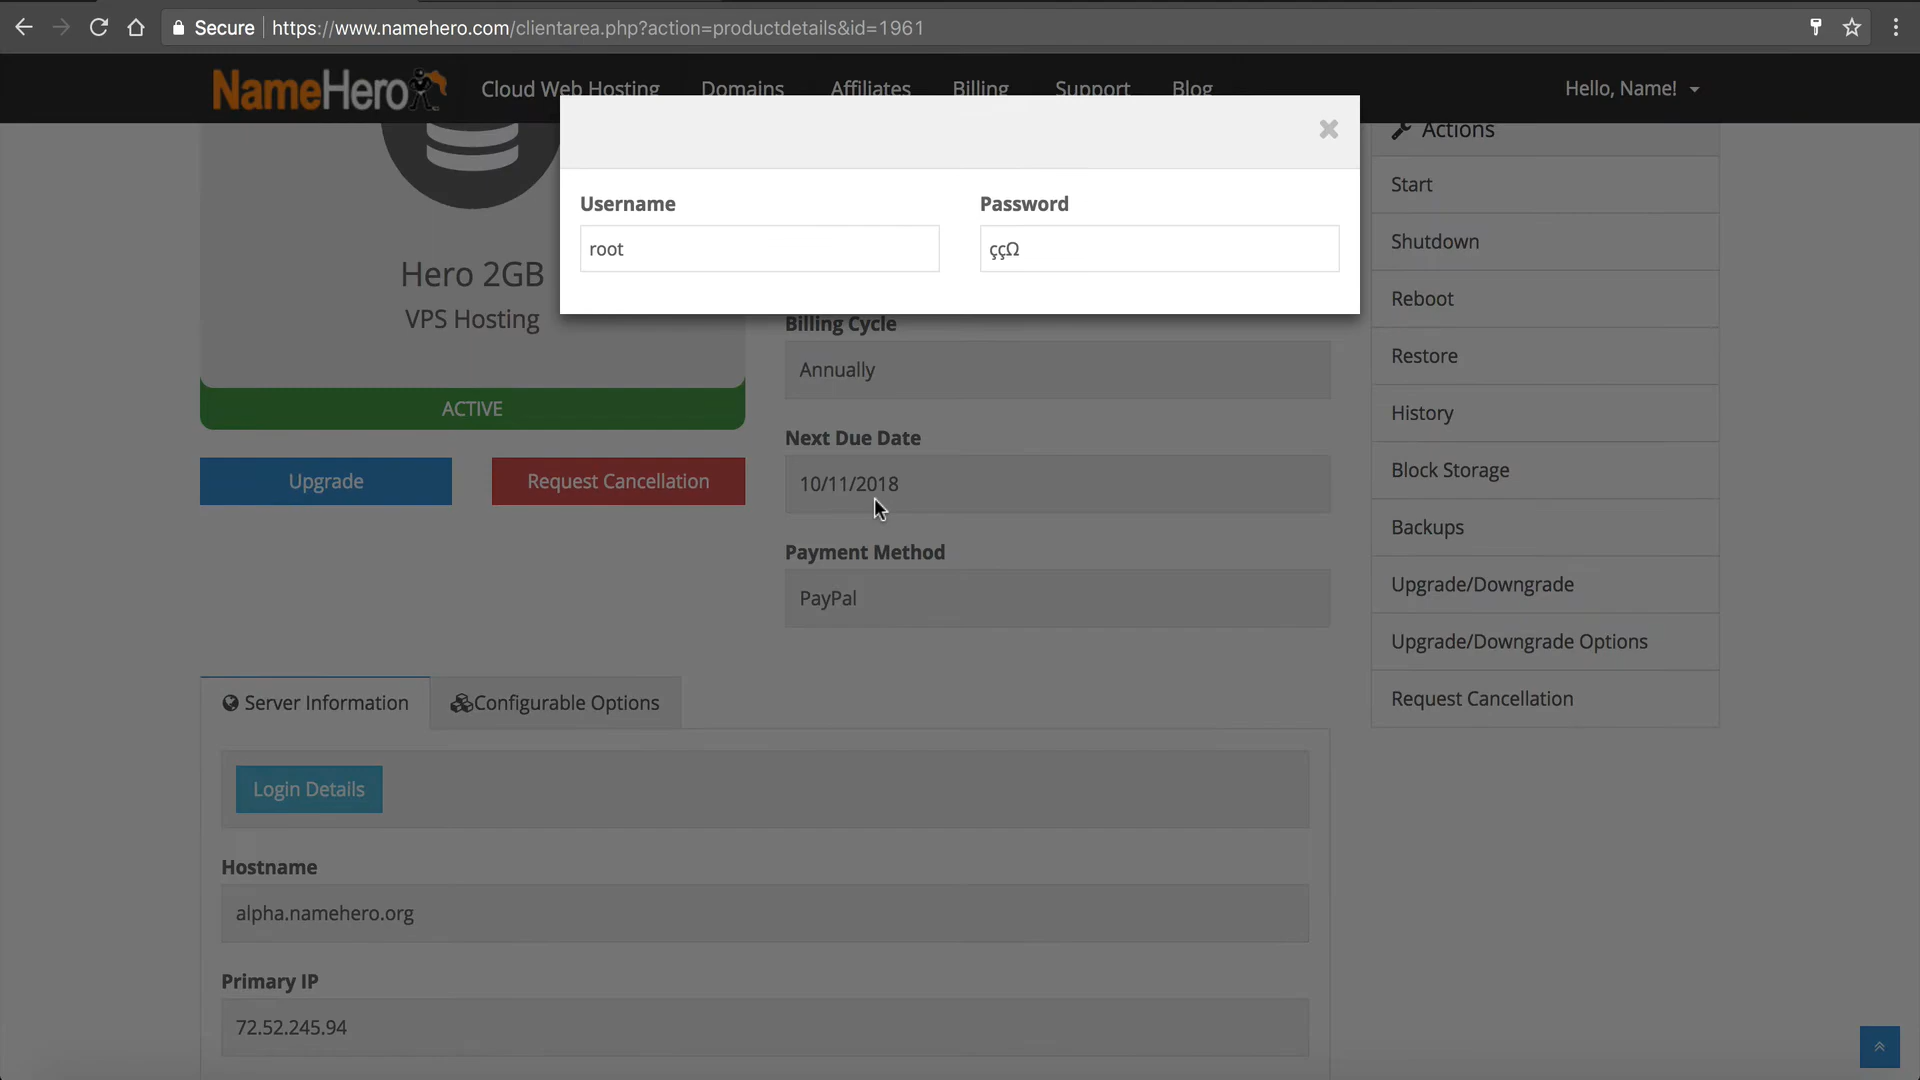 Secure https://www.namehero.com/clientarea.php?action=productdetails&id=1961
NameHero Cloud Web Hosting Domains Affiliates Billing Support Blog Hello, Name!
Username Password
root ççΩ
Hero 2GB
VPS Hosting
ACTIVE
Upgrade Request Cancellation
Billing Cycle
Annually
Next Due Date
10/11/2018
Payment Method
PayPal
Actions
Start
Shutdown
Reboot
Restore
History
Block Storage
Backups
Upgrade/Downgrade
Upgrade/Downgrade Options
Request Cancellation
Server Information Configurable Options
Login Details
Hostname
alpha.namehero.org
Primary IP
72.52.245.94